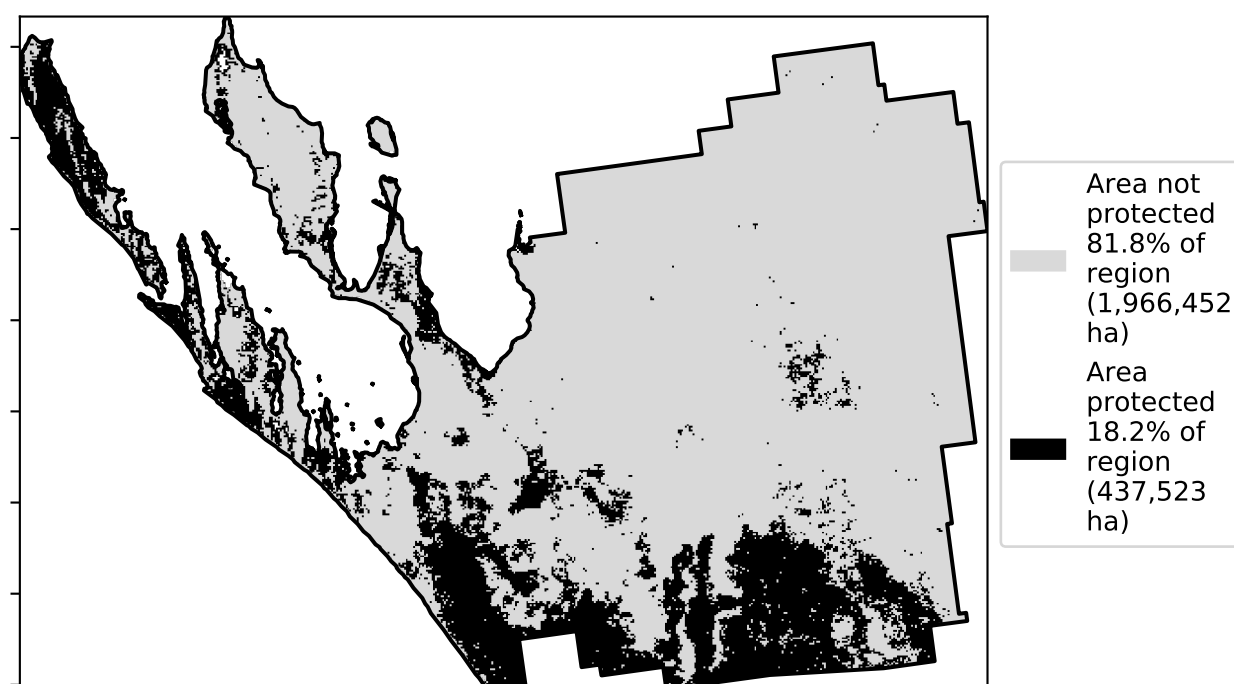 Area not
protected
81.8% of
region
(1,966,452
ha)
Area
protected
18.2% of
region
(437,523
ha)